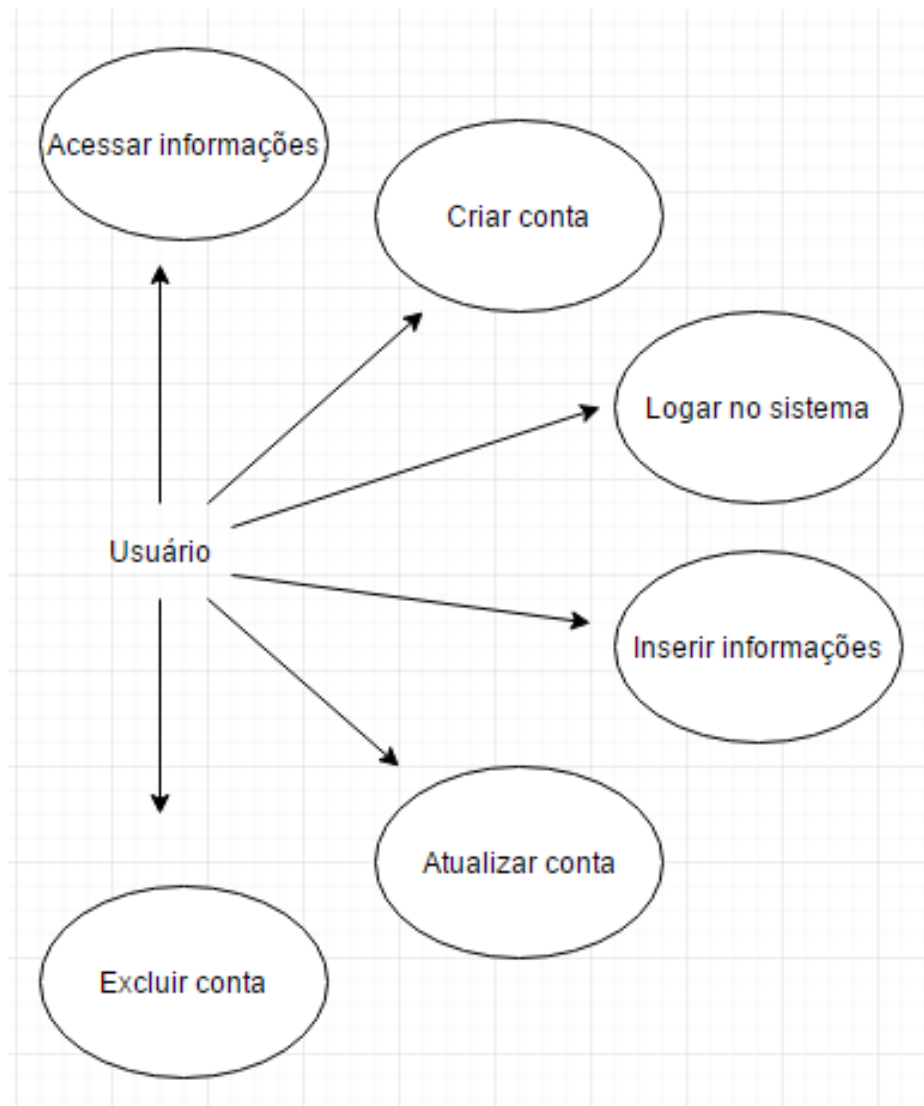 Acessar informações
Criar conta
Logar no sistema
Usuário
Inserir informações
Atualizar conta
Excluir conta